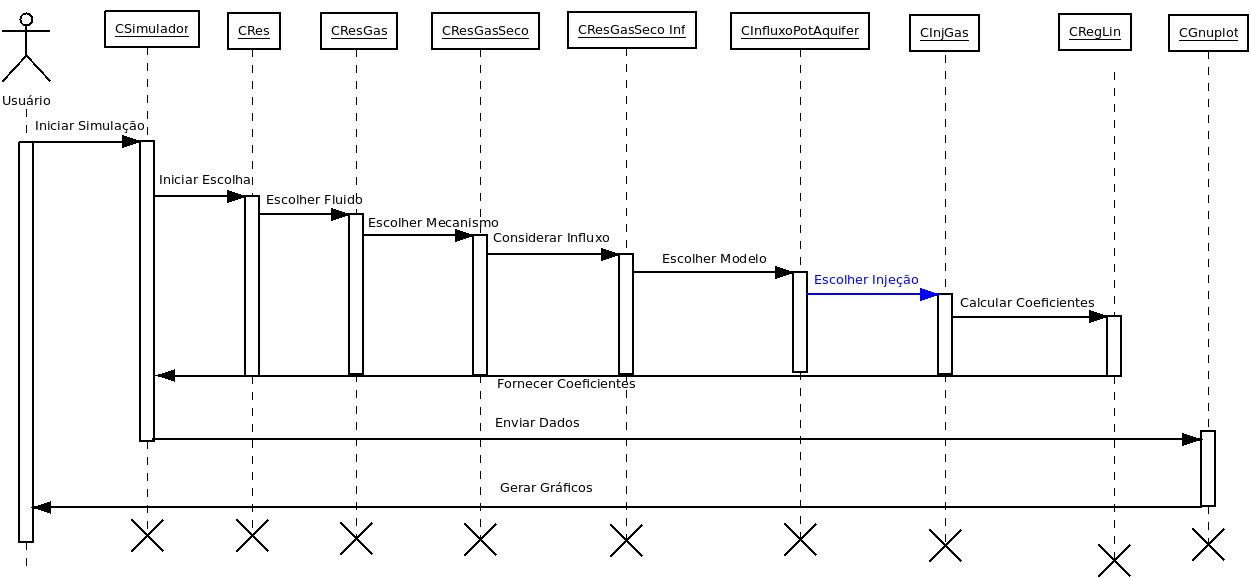 CSimulador
CRes
CResGas
CResGasSeco
CResGasSeco Inf
CInfluxoPotAquifer
CInjGas
CRegLin
CGnuplot
Usuário
Iniciar Simulação
Iniciar Escolha
Escolher Fluido
Escolher Mecanismo
Considerar Influxo
Escolher Modelo
Escolher Injeção
Calcular Coeficientes
Fornecer Coeficientes
Enviar Dados
Gerar Gráficos